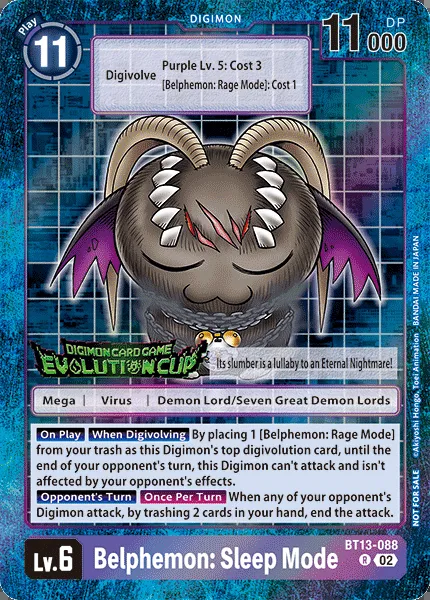 DIGIMON
Play
11
11000
DP
Digivolve
Purple Lv. 5: Cost 3
[Belphemon: Rage Mode]: Cost 1
DIGIMON CARD GAME
EVOLUTION CUP
Its slumber is a lullaby to an Eternal Nightmare!
Mega | Virus | Demon Lord/Seven Great Demon Lords
On Play When Digivolving By placing 1 [Belphemon: Rage Mode]
from your trash as this Digimon's top digivolution card, until the
end of your opponent's turn, this Digimon can't attack and isn't
affected by your opponent's effects.
Opponent's Turn Once Per Turn When any of your opponent's
Digimon attack, by trashing 2 cards in your hand, end the attack.
Lv.6
Belphemon: Sleep Mode
BT13-088
R 02
NOT FOR SALE ©Akiyoshi Hongo, Toei Animation BANDAI MADE IN JAPAN